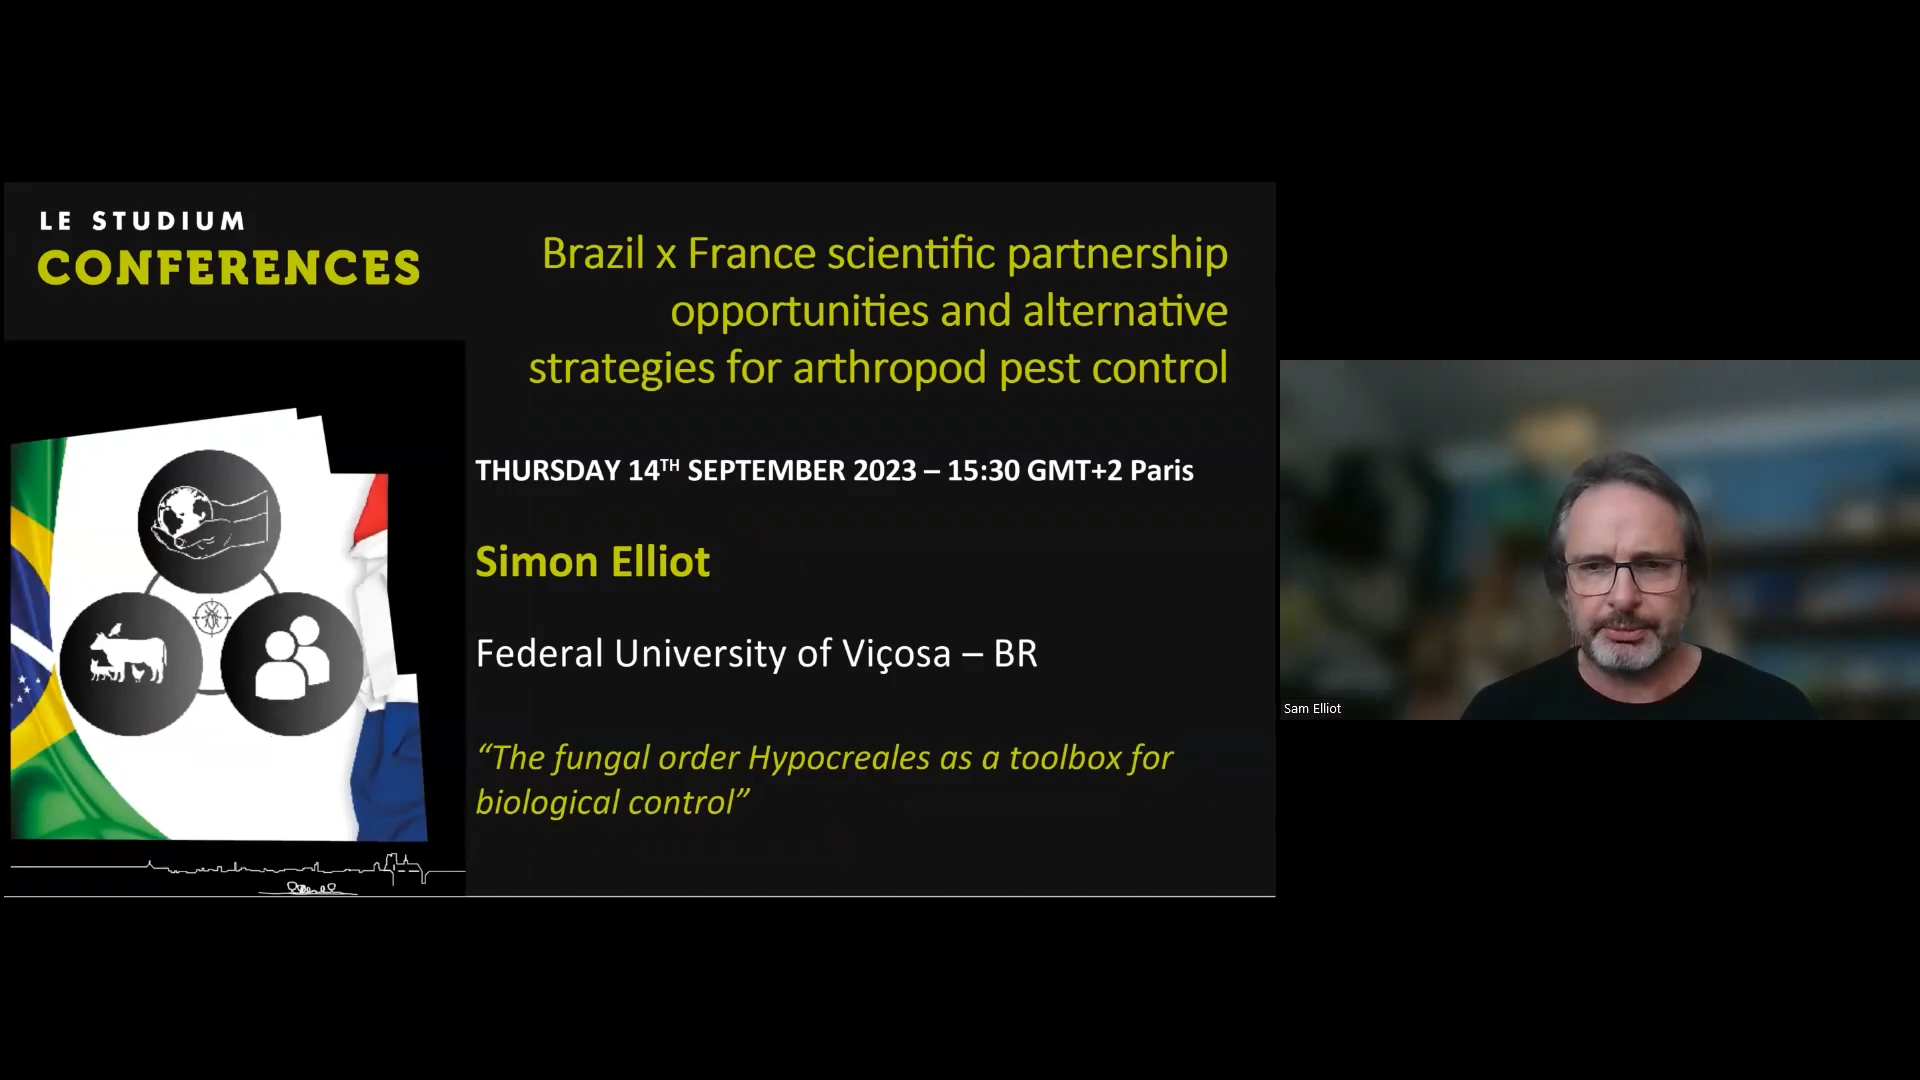 LE STUDIUM
CONFERENCES
Brazil x France scientific partnership
opportunities and alternative
strategies for arthropod pest control
THURSDAY 14TH SEPTEMBER 2023 – 15:30 GMT+2 Paris
Simon Elliot
Federal University of Viçosa – BR
“The fungal order Hypocreales as a toolbox for
biological control”
Sam Elliot